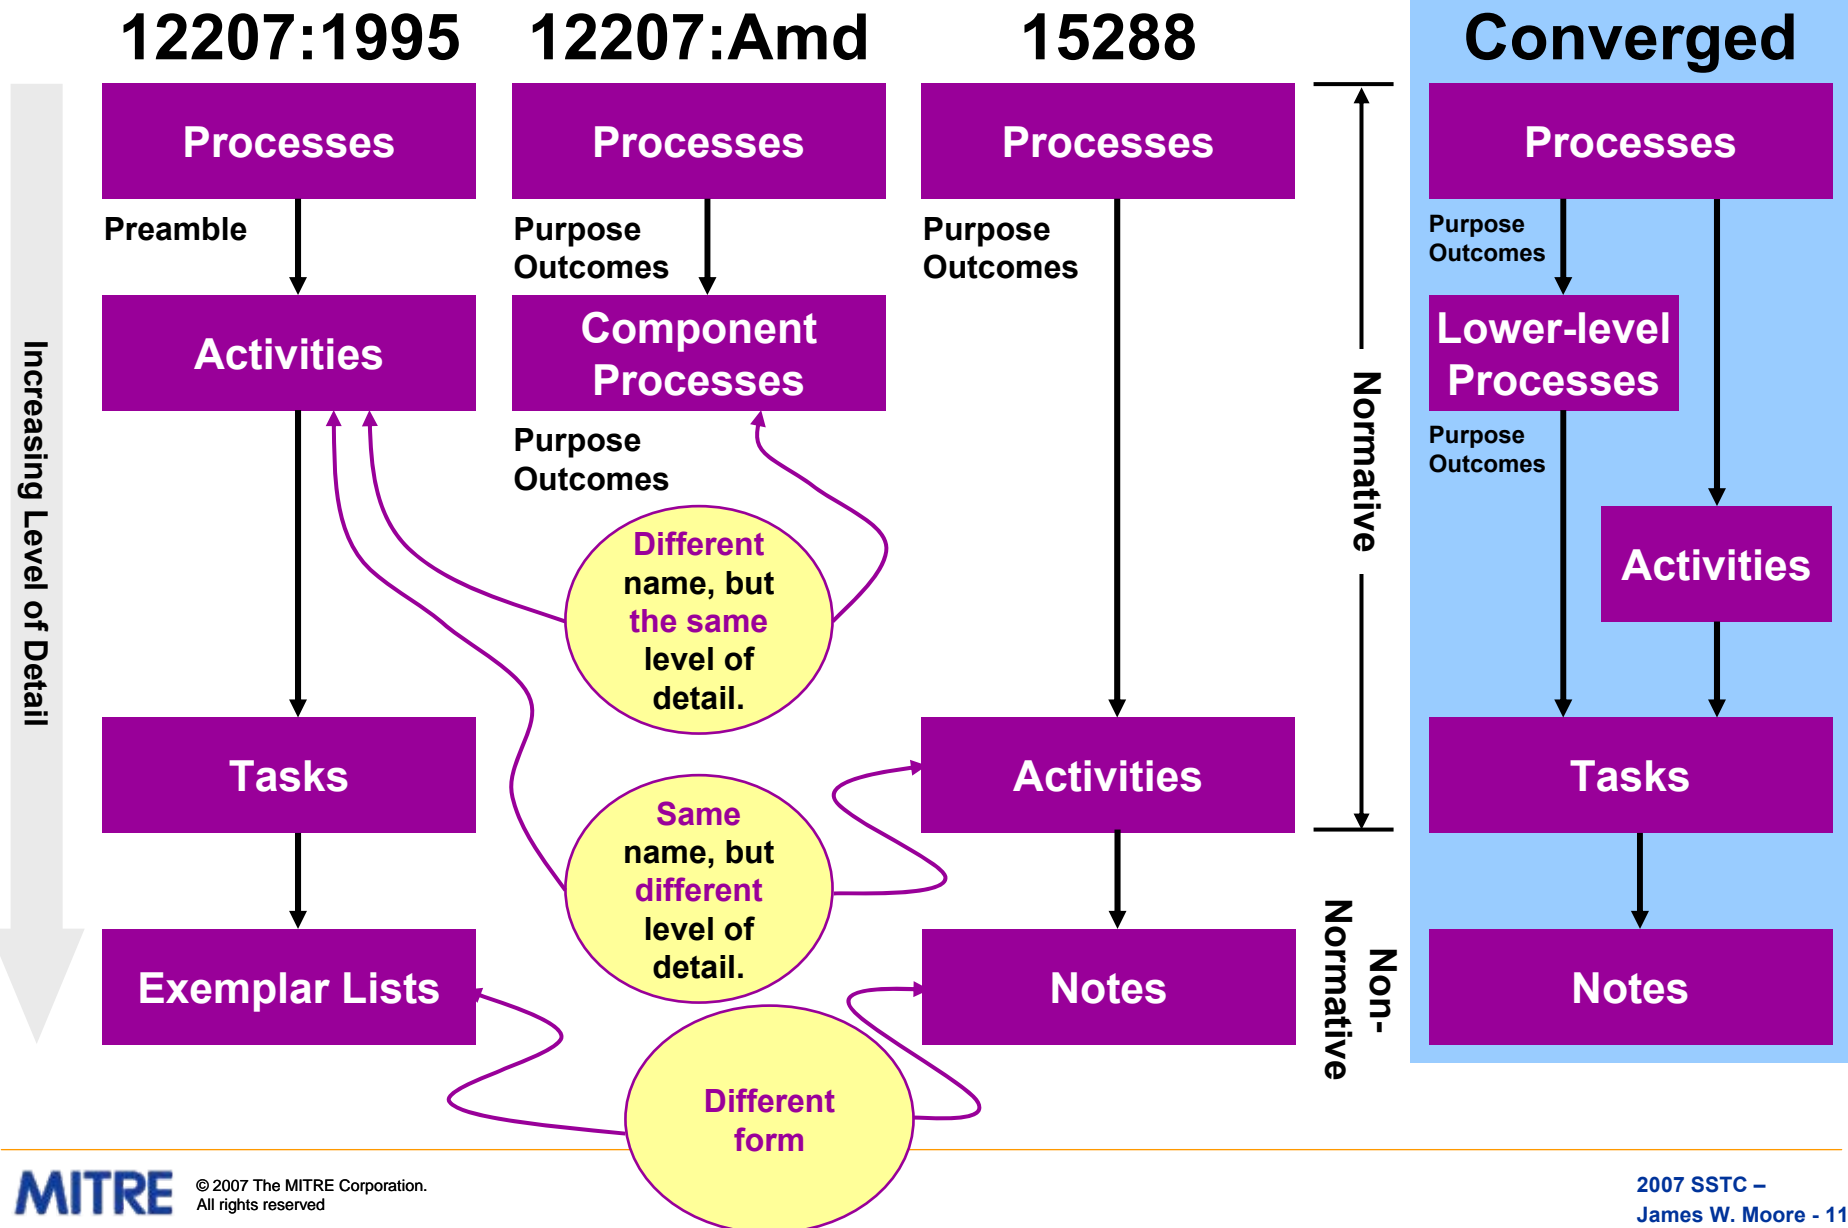 12207:1995
12207:Amd
15288
Converged
Processes
Processes
Processes
Processes
Preamble
Purpose
Outcomes
Purpose
Outcomes
Purpose
Outcomes
Activities
Component
Processes
Lower-level
Processes
Purpose
Outcomes
Purpose
Outcomes
Increasing Level of Detail
Normative
Different
name, but
the same
level of
detail.
Activities
Tasks
Activities
Tasks
Same
name, but
different
level of
detail.
Non-
Normative
Exemplar Lists
Notes
Notes
Different
form
MITRE
© 2007 The MITRE Corporation.
All rights reserved
2007 SSTC –
James W. Moore - 11